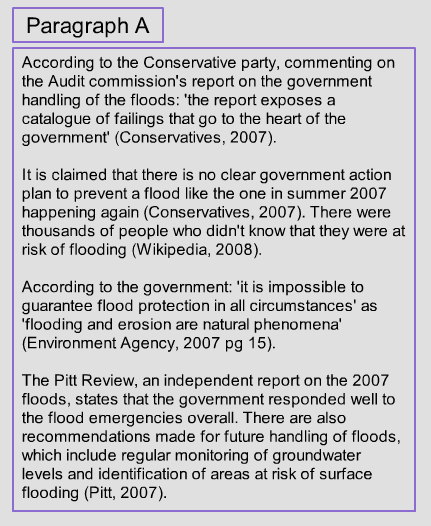 Paragraph A
According to the Conservative party, commenting on
the Audit commission's report on the government
handling of the floods: 'the report exposes a
catalogue of failings that go to the heart of the
government' (Conservatives, 2007).
It is claimed that there is no clear government action
plan to prevent a flood like the one in summer 2007
happening again (Conservatives, 2007). There were
thousands of people who didn't know that they were at
risk of flooding (Wikipedia, 2008).
According to the government: 'it is impossible to
guarantee flood protection in all circumstances' as
'flooding and erosion are natural phenomena'
(Environment Agency, 2007 pg 15).
The Pitt Review, an independent report on the 2007
floods, states that the government responded well to
the flood emergencies overall. There are also
recommendations made for future handling of floods,
which include regular monitoring of groundwater
levels and identification of areas at risk of surface
flooding (Pitt, 2007).